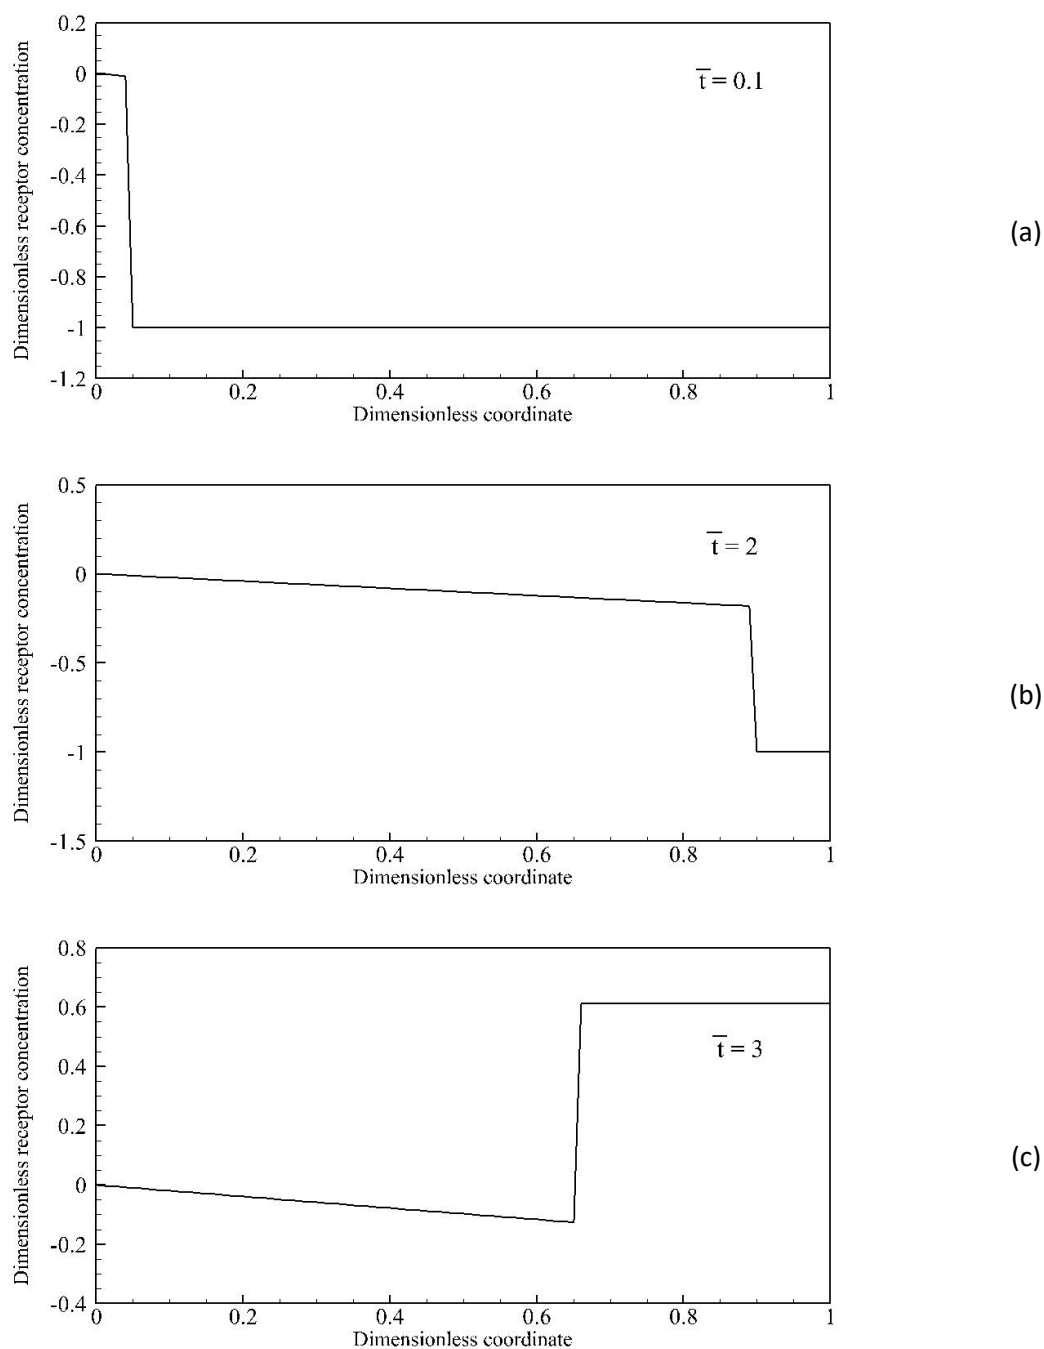 Dimensionless receptor concentration
0.2
0
-0.2
-0.4
-0.6
-0.8
-1
-1.2
t̅ = 0.1
0 0.2 0.4 0.6 0.8 1
Dimensionless coordinate
(a)
Dimensionless receptor concentration
0.5
0
-0.5
-1
-1.5
t̅ = 2
0 0.2 0.4 0.6 0.8 1
Dimensionless coordinate
(b)
Dimensionless receptor concentration
0.8
0.6
0.4
0.2
0
-0.2
-0.4
t̅ = 3
0 0.2 0.4 0.6 0.8 1
Dimensionless coordinate
(c)